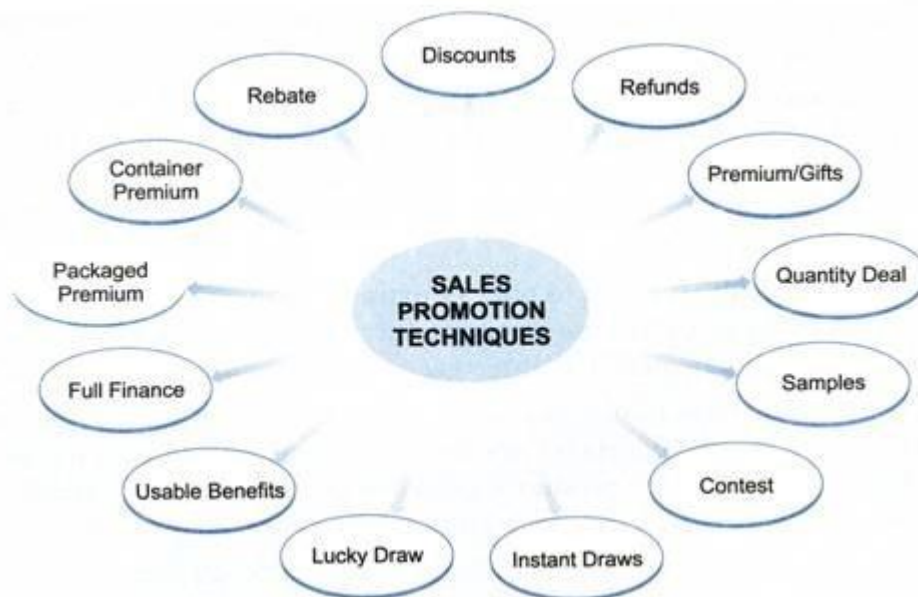 Discounts
Rebate
Refunds
Container
Premium
Premium/Gifts
Packaged
Premium
SALES
PROMOTION
TECHNIQUES
Quantity Deal
Full Finance
Samples
Usable Benefits
Contest
Lucky Draw
Instant Draws